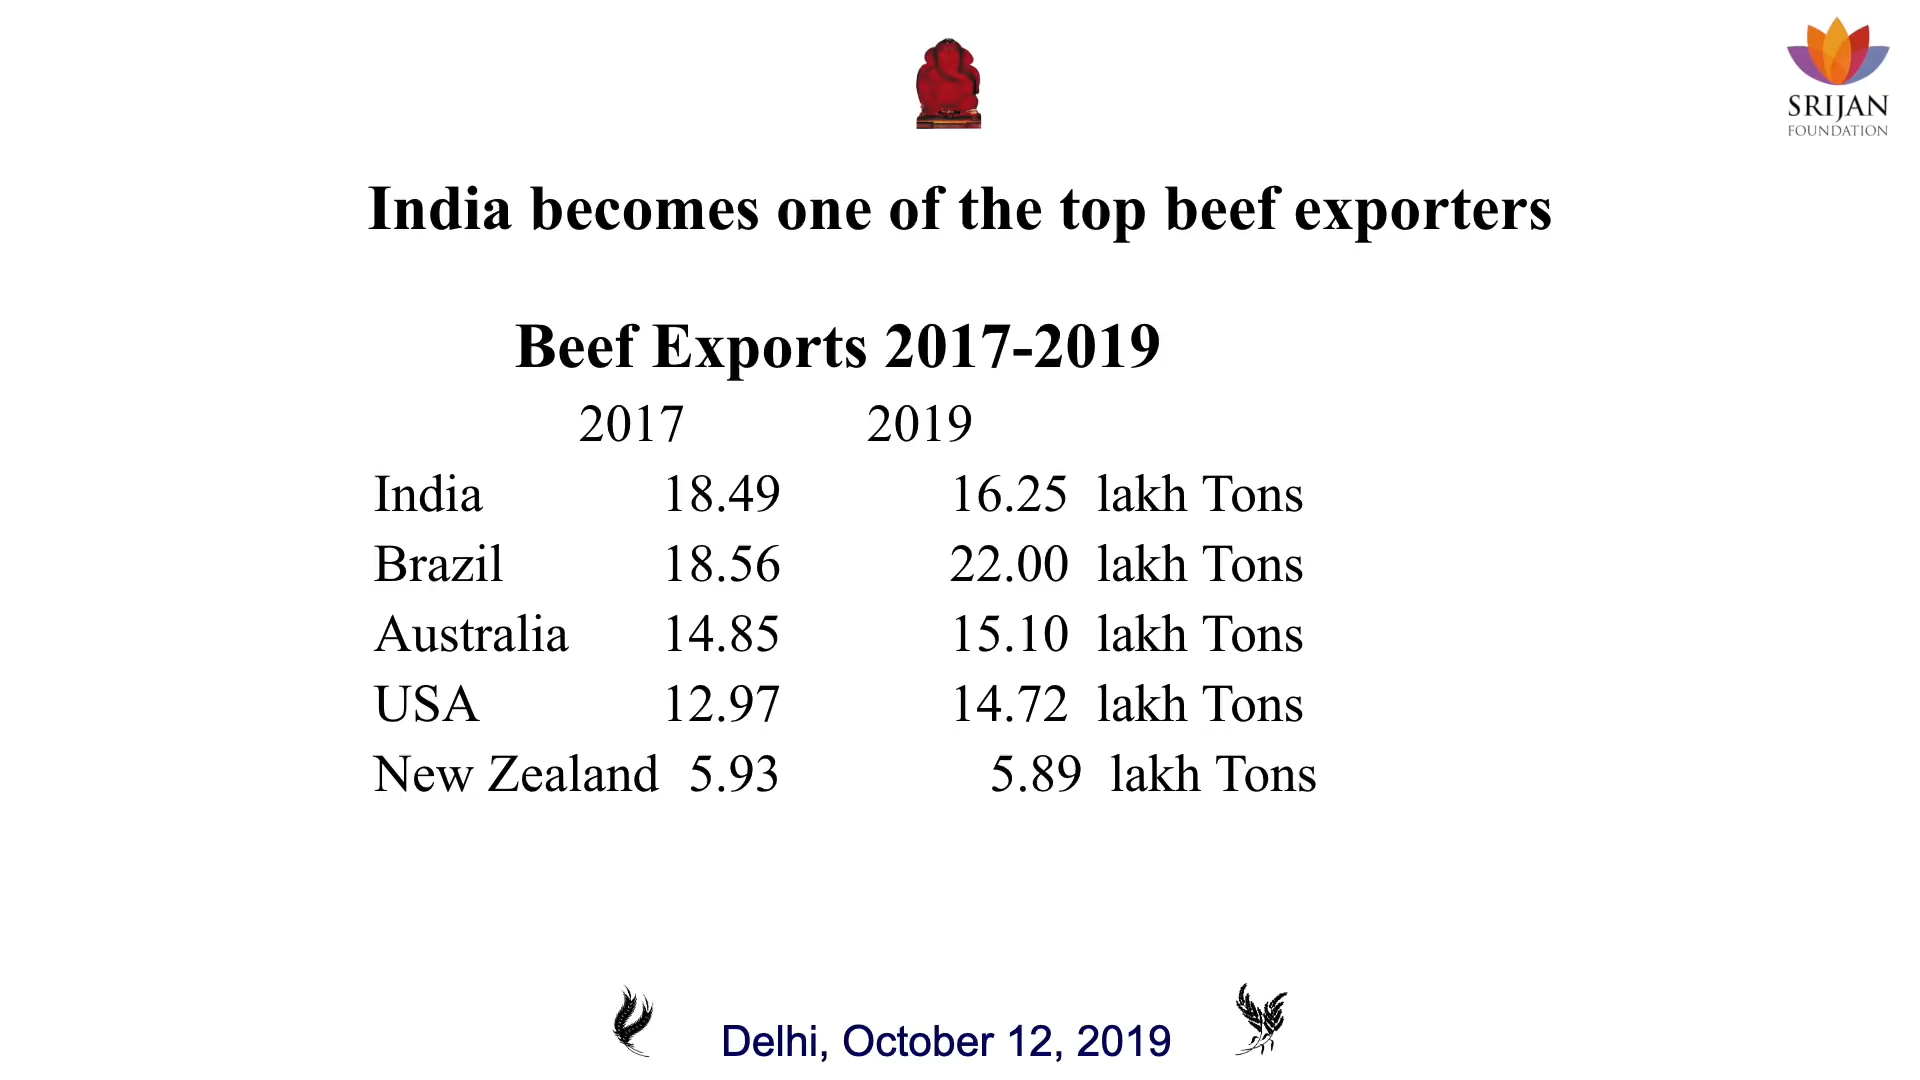 SRIJAN
FOUNDATION
India becomes one of the top beef exporters
Beef Exports 2017-2019
2017 2019
India 18.49 16.25 lakh Tons
Brazil 18.56 22.00 lakh Tons
Australia 14.85 15.10 lakh Tons
USA 12.97 14.72 lakh Tons
New Zealand 5.93 5.89 lakh Tons
Delhi, October 12, 2019